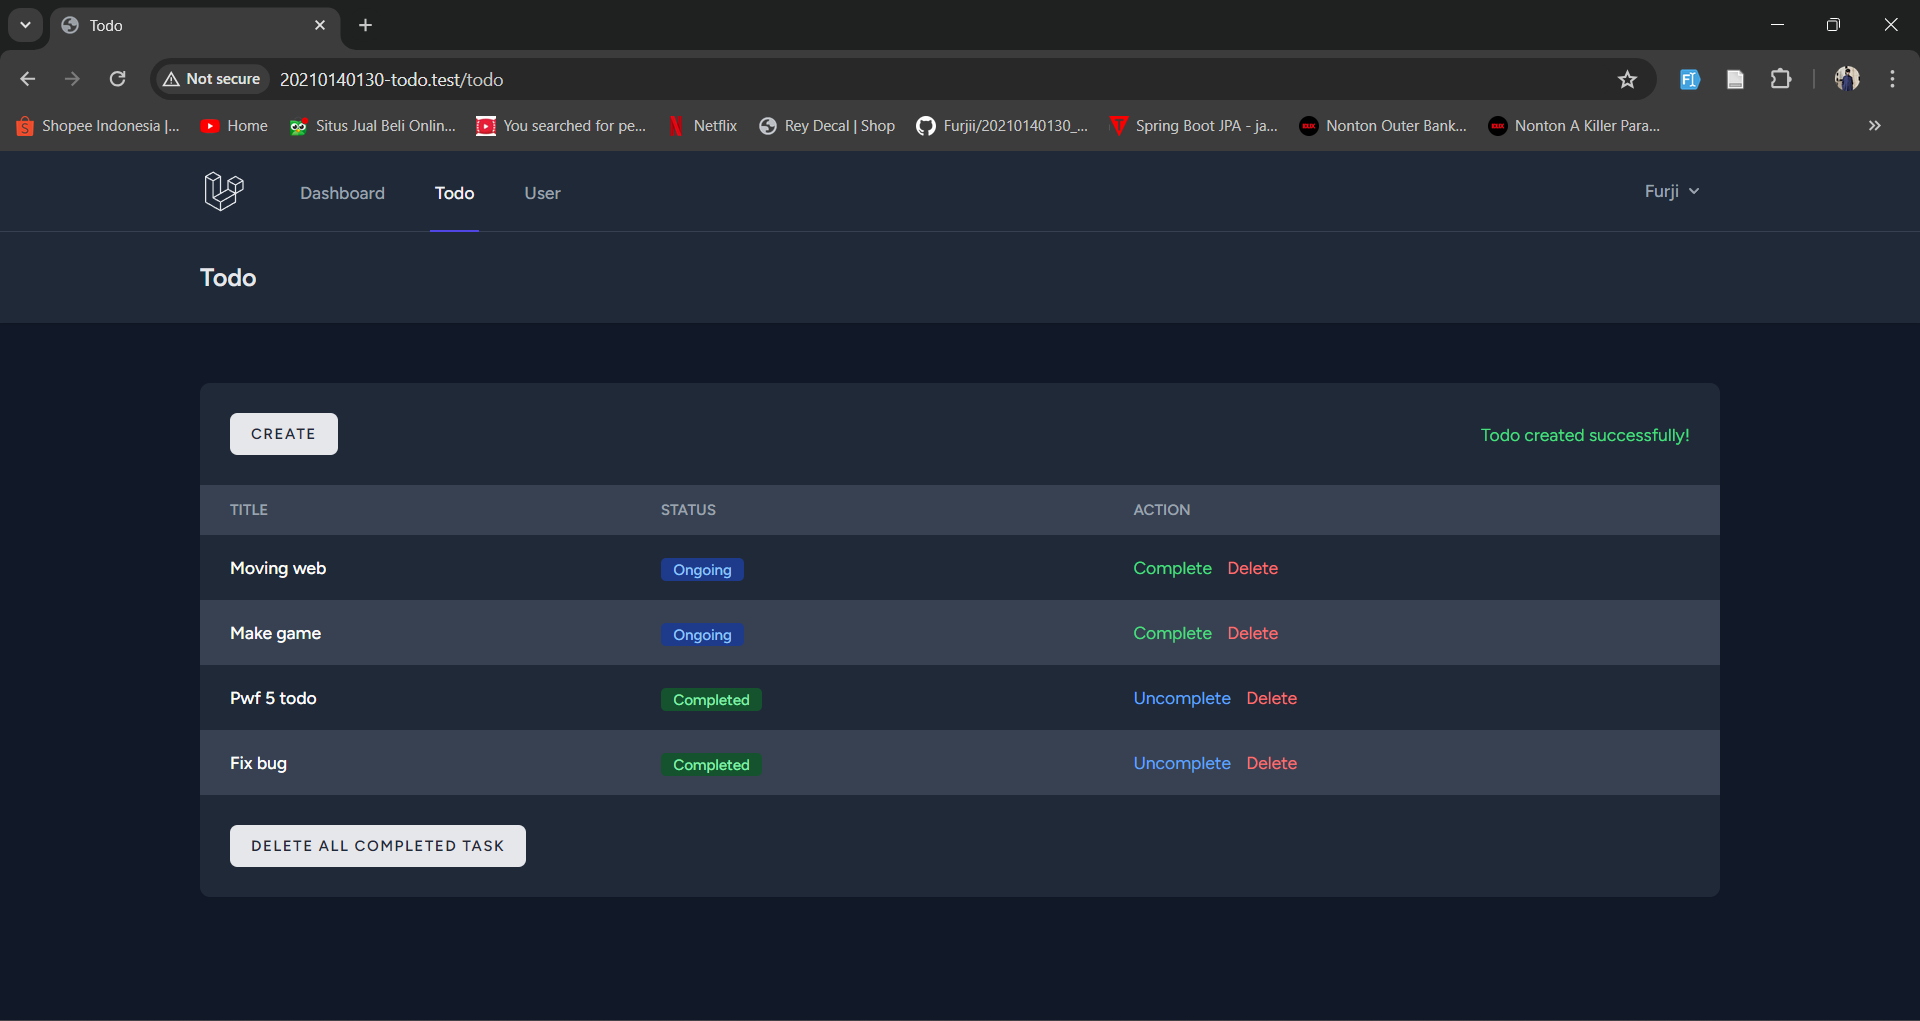 Todo
Not secure 20210140130-todo.test/todo
Shopee Indonesia |... Home Situs Jual Beli Onlin... You searched for pe... Netflix Rey Decal | Shop Furjii/20210140130_... Spring Boot JPA - ja... Nonton Outer Bank... Nonton A Killer Para...
Dashboard Todo User Furji
Todo
CREATE Todo created successfully!
TITLE STATUS ACTION
Moving web Ongoing Complete Delete
Make game Ongoing Complete Delete
Pwf 5 todo Completed Uncomplete Delete
Fix bug Completed Uncomplete Delete
DELETE ALL COMPLETED TASK